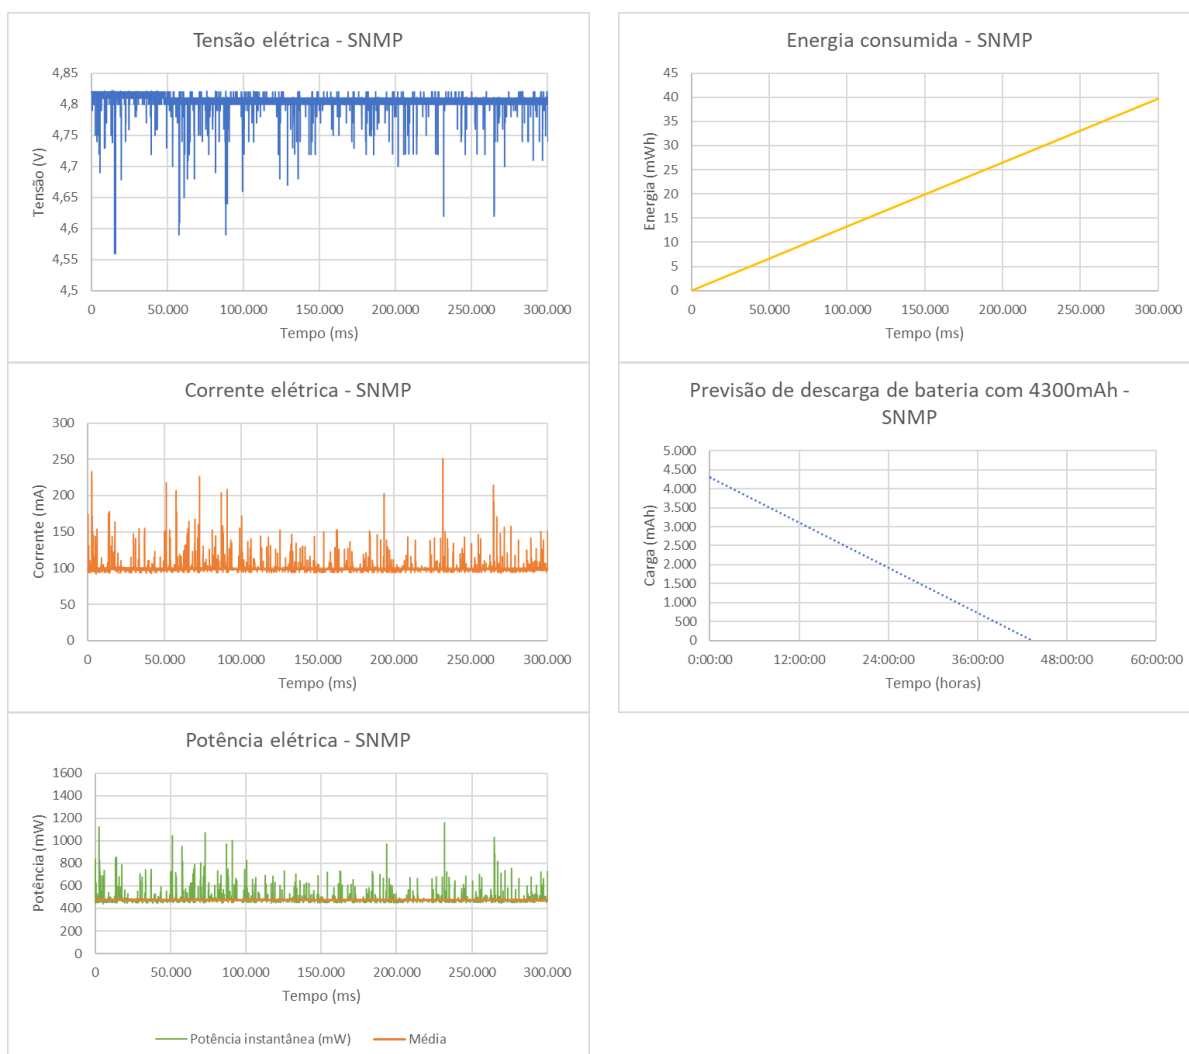 Tensão elétrica - SNMP
4,85
4,8
4,75
4,7
4,65
4,6
4,55
4,5
Tensão (V)
0 50.000 100.000 150.000 200.000 250.000 300.000
Tempo (ms)
Energia consumida - SNMP
45
40
35
30
25
20
15
10
5
0
Energia (mWh)
0 50.000 100.000 150.000 200.000 250.000 300.000
Tempo (ms)
Corrente elétrica - SNMP
300
250
200
150
100
50
0
Corrente (mA)
0 50.000 100.000 150.000 200.000 250.000 300.000
Tempo (ms)
Previsão de descarga de bateria com 4300mAh -
SNMP
5.000
4.500
4.000
3.500
3.000
2.500
2.000
1.500
1.000
500
0
Carga (mAh)
0:00:00 12:00:00 24:00:00 36:00:00 48:00:00 60:00:00
Tempo (horas)
Potência elétrica - SNMP
1600
1400
1200
1000
800
600
400
200
0
Potência (mW)
0 50.000 100.000 150.000 200.000 250.000 300.000
Tempo (ms)
Potência instantânea (mW) Média